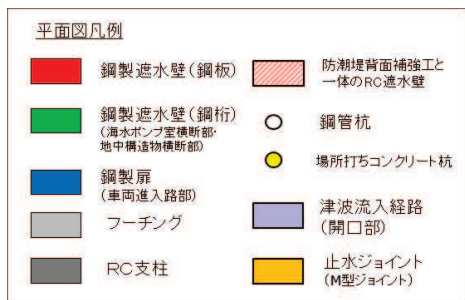 平面図凡例
鋼製遮水壁(鋼板)
鋼製遮水壁(鋼桁)
(海水ポンプ室横断部・
地中構造物横断部)
鋼製扉
(車両進入路部)
フーチング
RC支柱
防潮堤背面補強工と
一体のRC遮水壁
鋼管杭
場所打ちコンクリート杭
津波流入経路
(開口部)
止水ジョイント
(M型ジョイント)